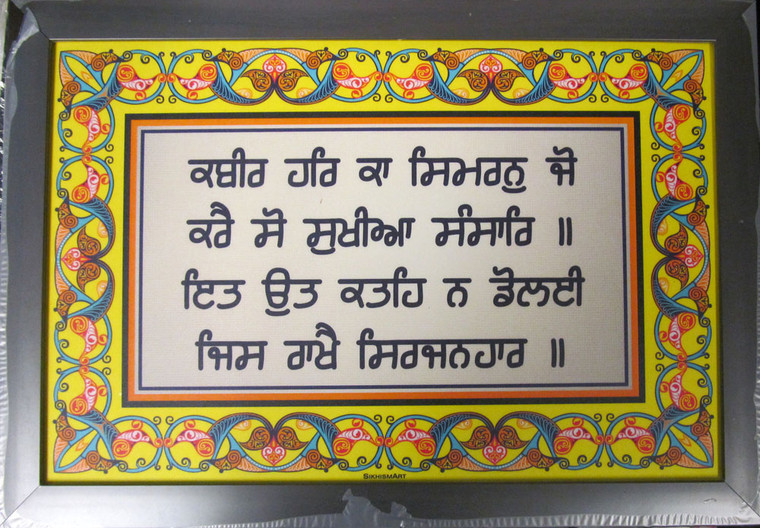 ਕਬੀਰ ਹਰਿ ਕਾ ਸਿਮਰਨੁ ਜੋ
ਕਰੈ ਸੋ ਸੁਖੀਆ ਸੰਸਾਰਿ ॥
ਇਤ ਉਤ ਕਤਹਿ ਨ ਡੋਲਈ
ਜਿਸ ਰਾਖੈ ਸਿਰਜਨਹਾਰ ॥
SIKHISMART